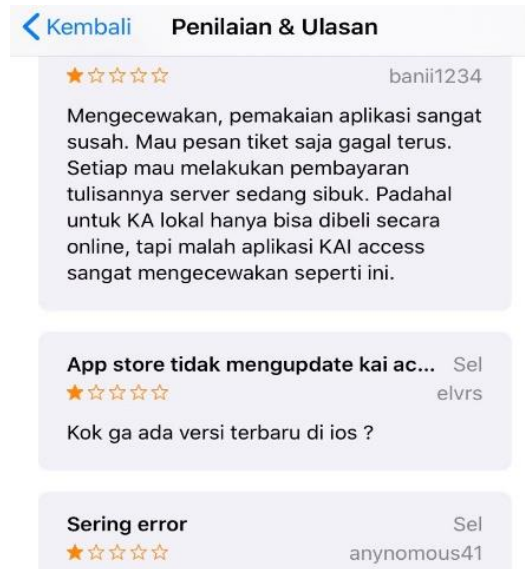 Kembali Penilaian & Ulasan
banii1234
Mengecewakan, pemakaian aplikasi sangat
susah. Mau pesan tiket saja gagal terus.
Setiap mau melakukan pembayaran
tulisannya server sedang sibuk. Padahal
untuk KA lokal hanya bisa dibeli secara
online, tapi malah aplikasi KAI access
sangat mengecewakan seperti ini.
App store tidak mengupdate kai ac... Sel
elvrs
Kok ga ada versi terbaru di ios ?
Sering error Sel
anynomous41